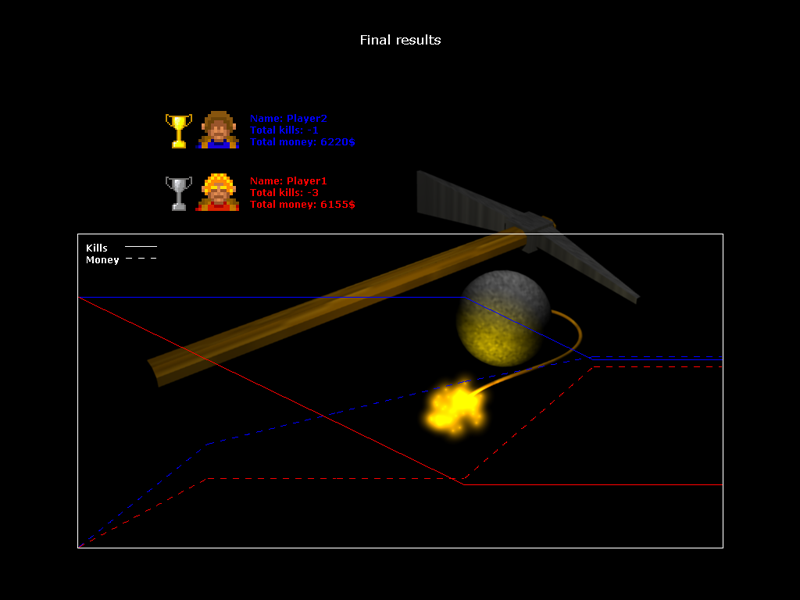 Final results
Name: Player2
Total kills: -1
Total money: 6220$
Name: Player1
Total kills: -3
Total money: 6155$
Kills
Money